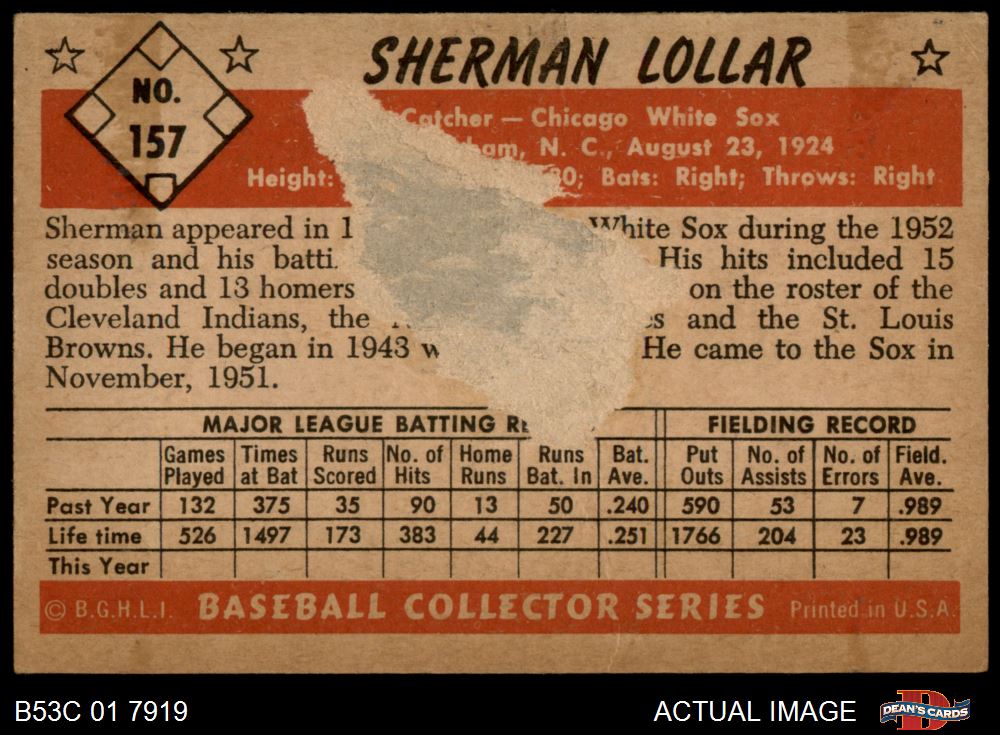 NO.
157
SHERMAN LOLLAR
Catcher — Chicago White Sox
ham, N. C., August 23, 1924
Height: 80; Bats: Right; Throws: Right
Sherman appeared in 1 White Sox during the 1952
season and his batti His hits included 15
doubles and 13 homers on the roster of the
Cleveland Indians, the s and the St. Louis
Browns. He began in 1943 w He came to the Sox in
November, 1951.
MAJOR LEAGUE BATTING RE FIELDING RECORD
Games Played Times at Bat Runs Scored No. of Hits Home Runs Runs Bat. In Bat. Ave. Put Outs No. of Assists No. of Errors Field. Ave.
Past Year 132 375 35 90 13 50 .240 590 53 7 .989
Life time 526 1497 173 383 44 227 .251 1766 204 23 .989
This Year
© B.G.H.L.I. BASEBALL COLLECTOR SERIES Printed in U.S.A.
B53C 01 7919 ACTUAL IMAGE DEAN'S CARDS